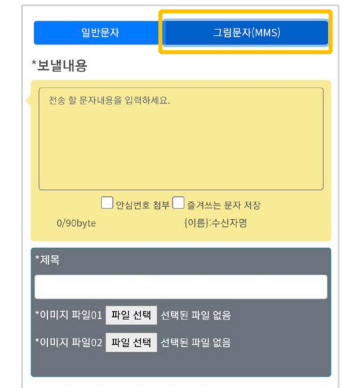 일반문자 그림문자(MMS)
*보낼내용
전송 할 문자내용을 입력하세요.
안심번호 첨부 즐겨쓰는 문자 저장
0/90byte {이름}:수신자명
*제목
*이미지 파일01 파일 선택 선택된 파일 없음
*이미지 파일02 파일 선택 선택된 파일 없음